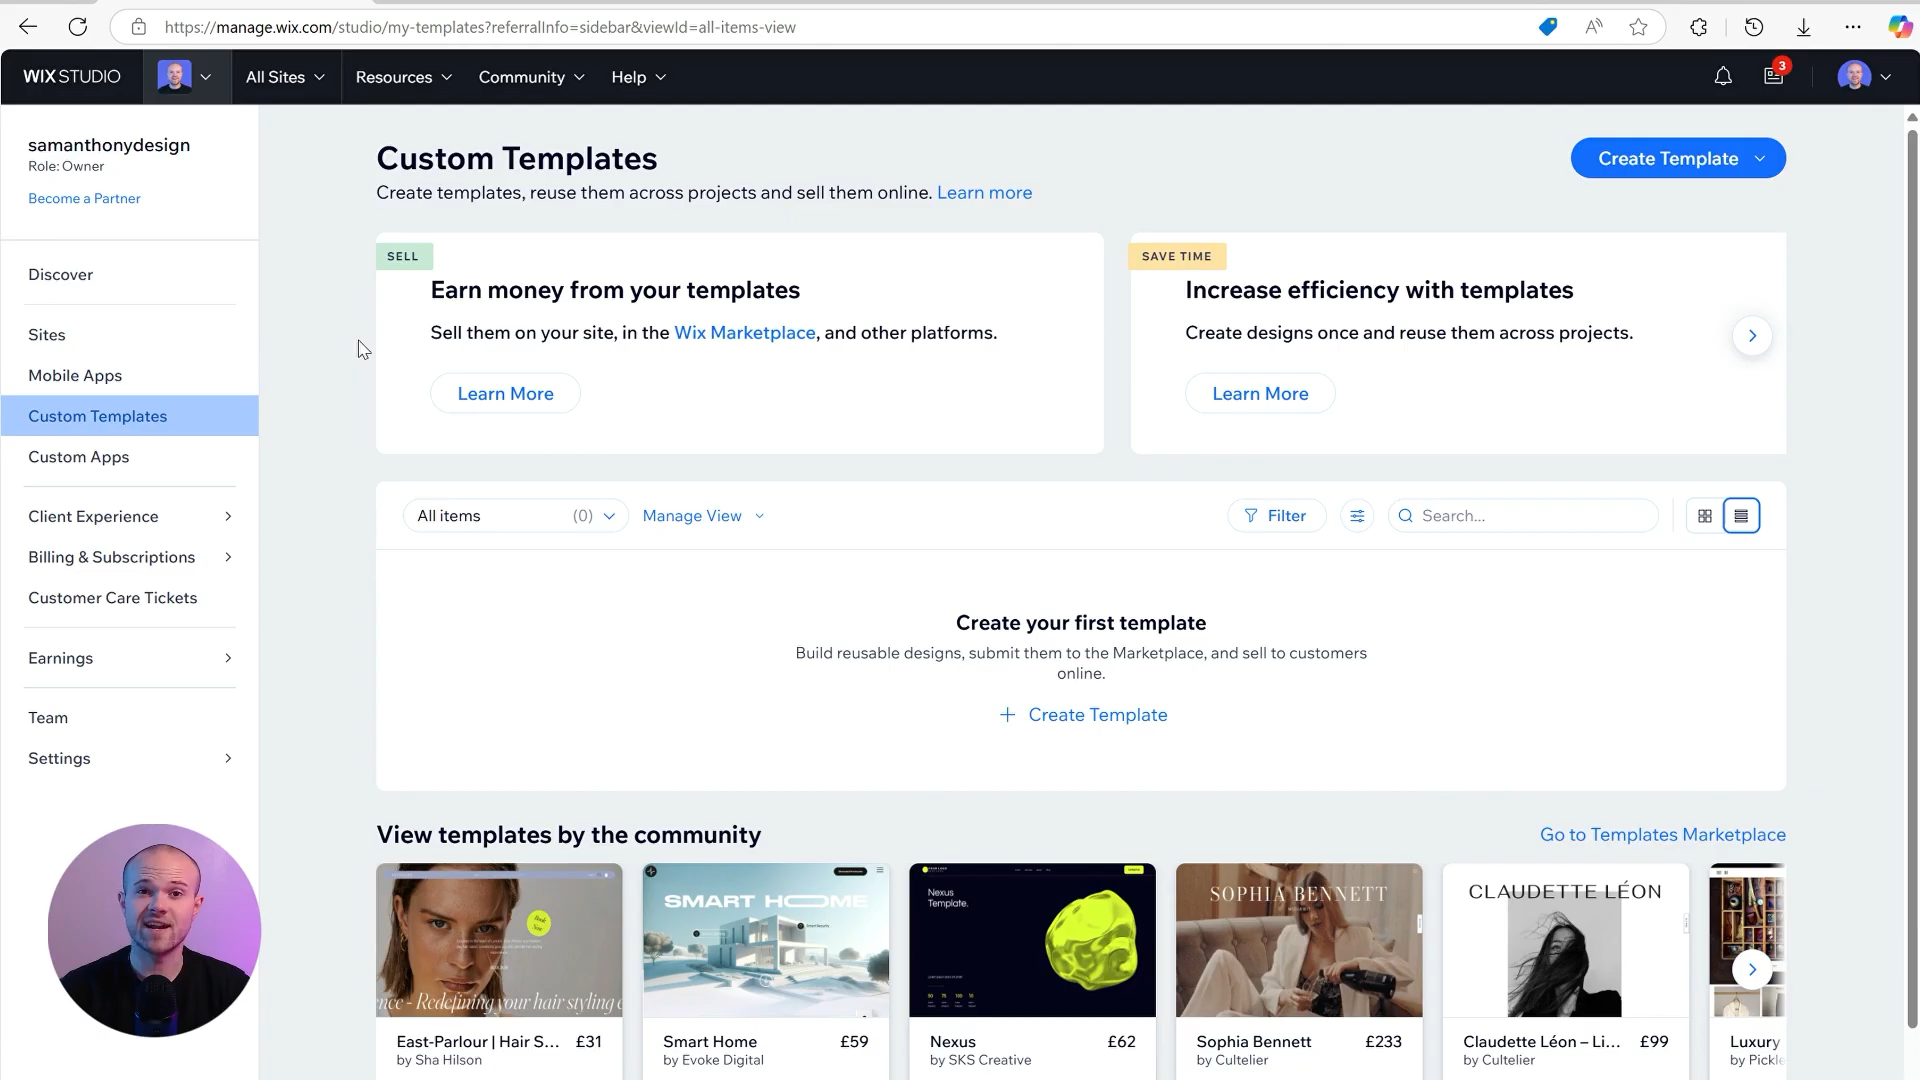 https://manage.wix.com/studio/my-templates?referralInfo=sidebar&viewId=all-items-view
WIX STUDIO
All Sites
Resources
Community
Help
3
samanthonydesign
Role: Owner
Become a Partner
Discover
Sites
Mobile Apps
Custom Templates
Custom Apps
Client Experience
Billing & Subscriptions
Customer Care Tickets
Earnings
Team
Settings
Custom Templates
Create templates, reuse them across projects and sell them online. Learn more
Create Template
SELL
Earn money from your templates
Sell them on your site, in the Wix Marketplace, and other platforms.
Learn More
SAVE TIME
Increase efficiency with templates
Create designs once and reuse them across projects.
Learn More
All items (0)
Manage View
Filter
Search...
Create your first template
Build reusable designs, submit them to the Marketplace, and sell to customers
online.
+ Create Template
View templates by the community
Go to Templates Marketplace
Book
Now
nce - Redefining your hair styling e
East-Parlour | Hair S... £31
by Sha Hilson
SMART HOME
Smart Home £59
by Evoke Digital
Nexus
Template.
Nexus £62
by SKS Creative
SOPHIA BENNETT
Sophia Bennett £233
by Cultelier
CLAUDETTE LÉON
Claudette Léon – Li... £99
by Cultelier
Luxury
by Pickle